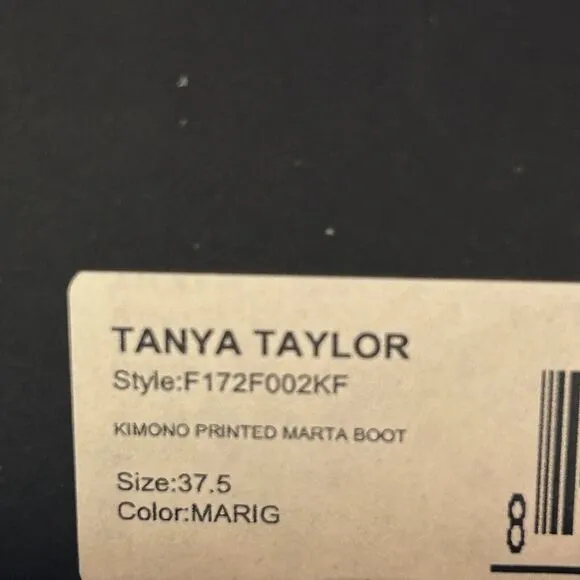 TANYA TAYLOR
Style:F172F002KF
KIMONO PRINTED MARTA BOOT
Size:37.5
Color:MARIG
8